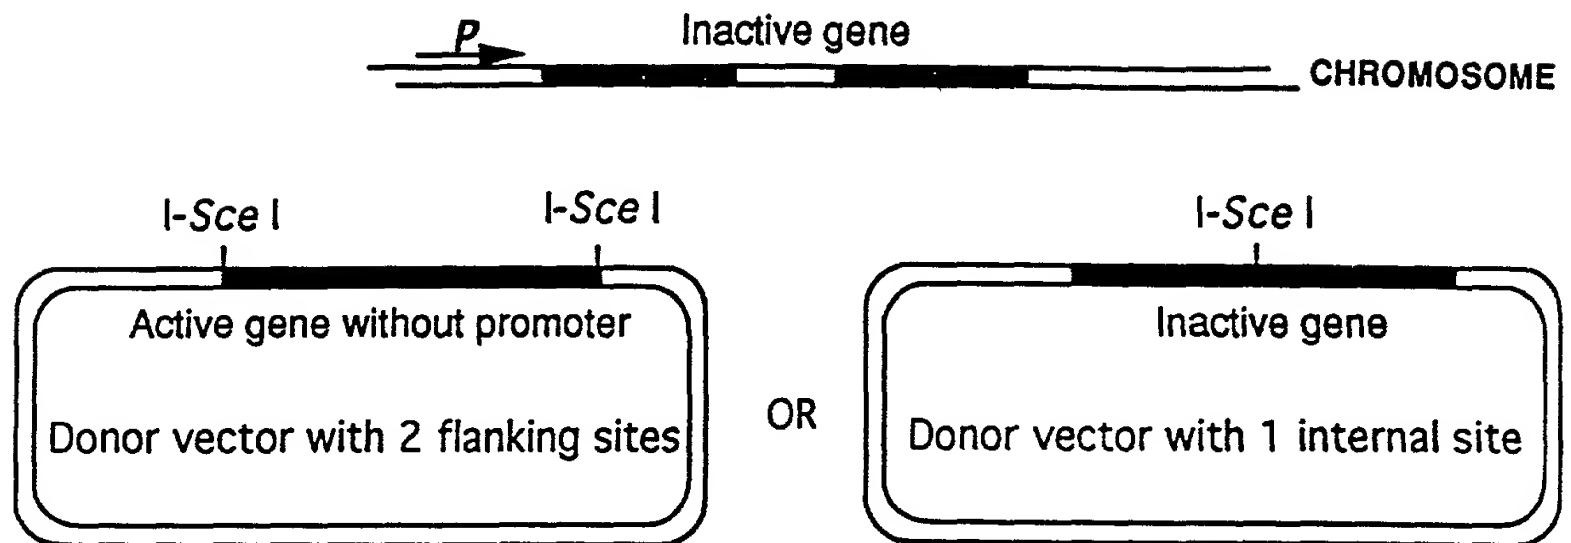 P
Inactive gene
CHROMOSOME
I-Sce I
I-Sce I
Active gene without promoter
Donor vector with 2 flanking sites
OR
I-Sce I
Inactive gene
Donor vector with 1 internal site